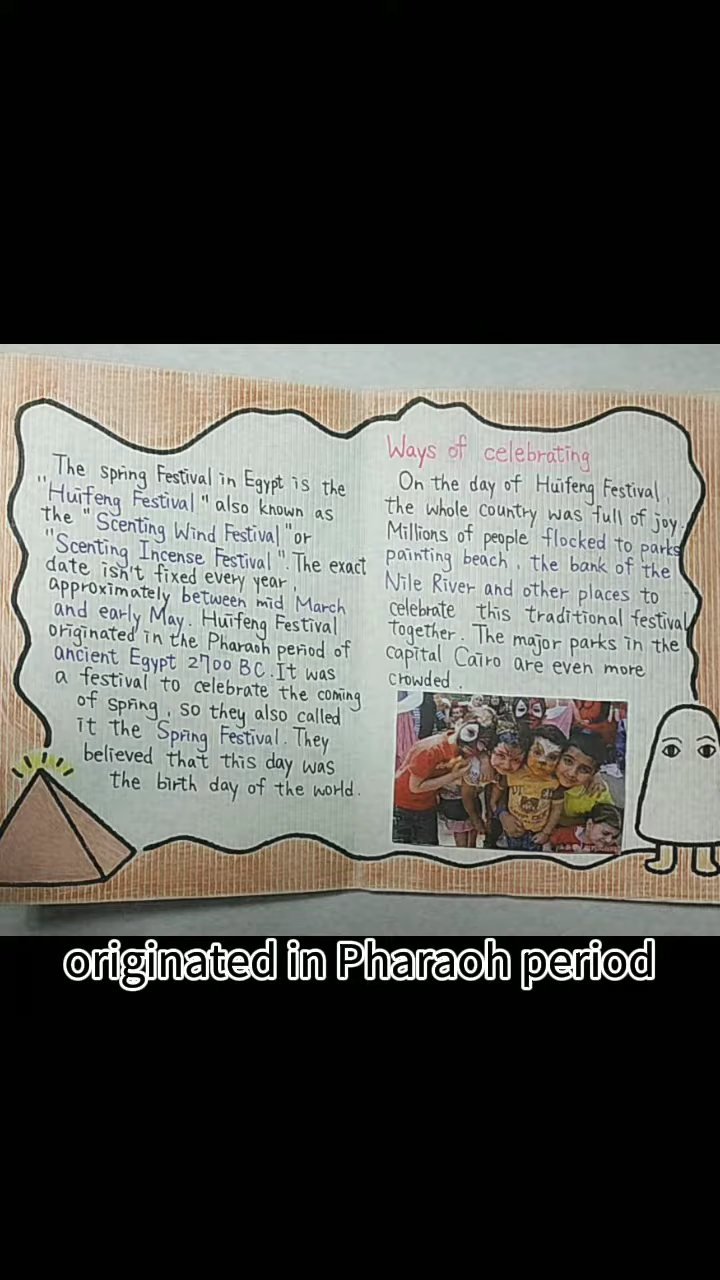 The spring Festival in Egypt is the
"Huifeng Festival" also known as
the "Scenting Wind Festival" or
"Scenting Incense Festival". The exact
date isn't fixed every year,
approximately between mid March
and early May. Huifeng Festival
originated in the Pharaoh period of
ancient Egypt 2700 BC. It was
a festival to celebrate the coming
of spring, so they also called
it the Spring Festival. They
believed that this day was
the birth day of the world.
Ways of celebrating
On the day of Huifeng Festival,
the whole country was full of joy.
Millions of people flocked to parks
painting beach, the bank of the
Nile River and other places to
celebrate this traditional festival
together. The major parks in the
capital Cairo are even more
crowded.
originated in Pharaoh period